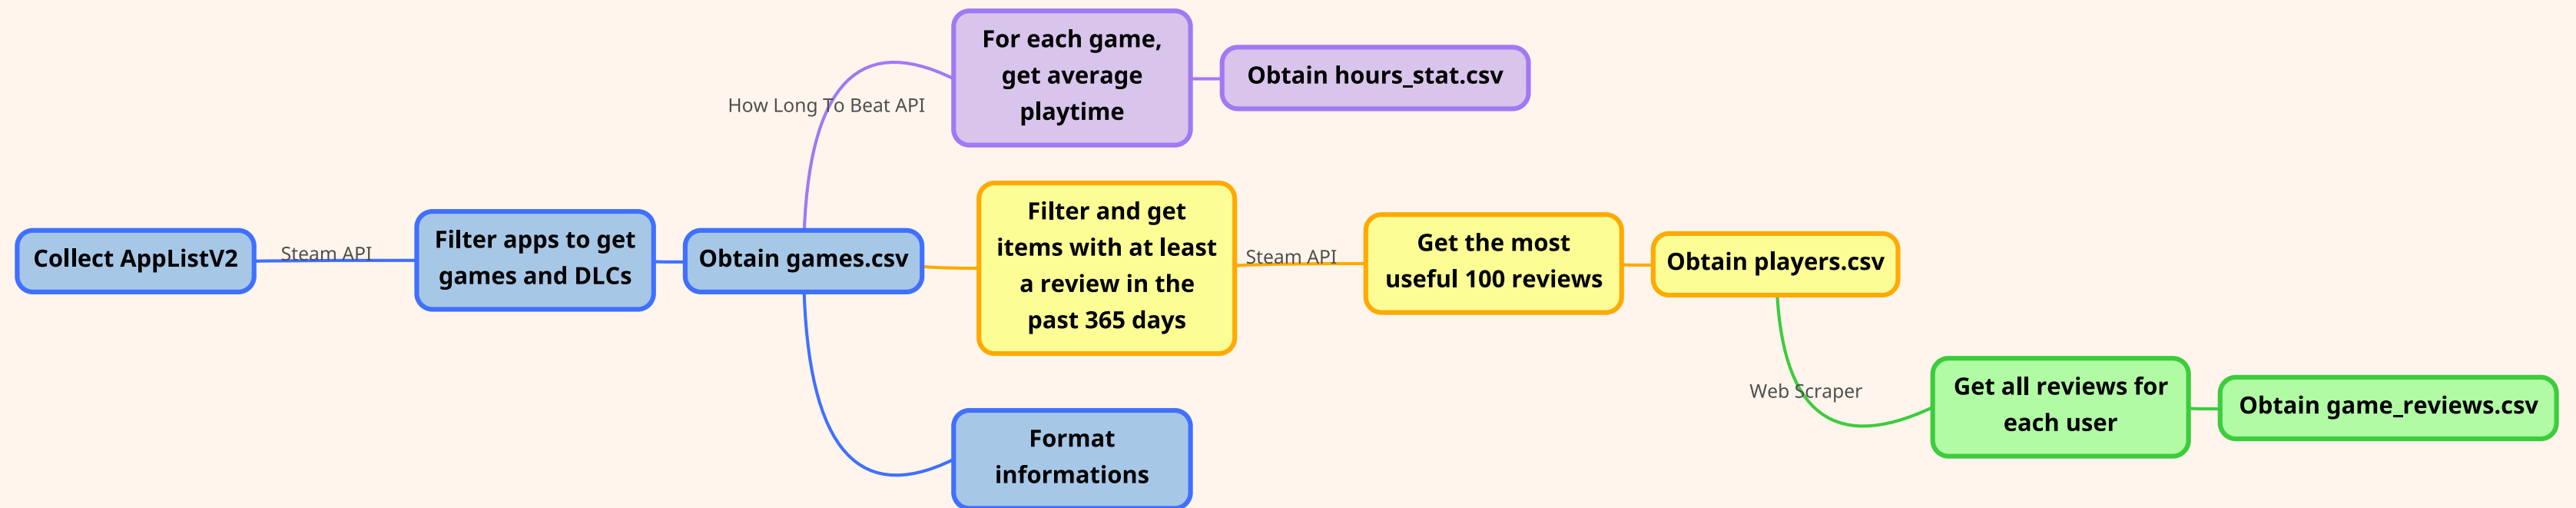 Collect AppListV2
Steam API
Filter apps to get
games and DLCs
Obtain games.csv
How Long To Beat API
For each game,
get average
playtime
Obtain hours_stat.csv
Filter and get
items with at least
a review in the
past 365 days
Steam API
Get the most
useful 100 reviews
Obtain players.csv
Web Scraper
Get all reviews for
each user
Obtain game_reviews.csv
Format
informations